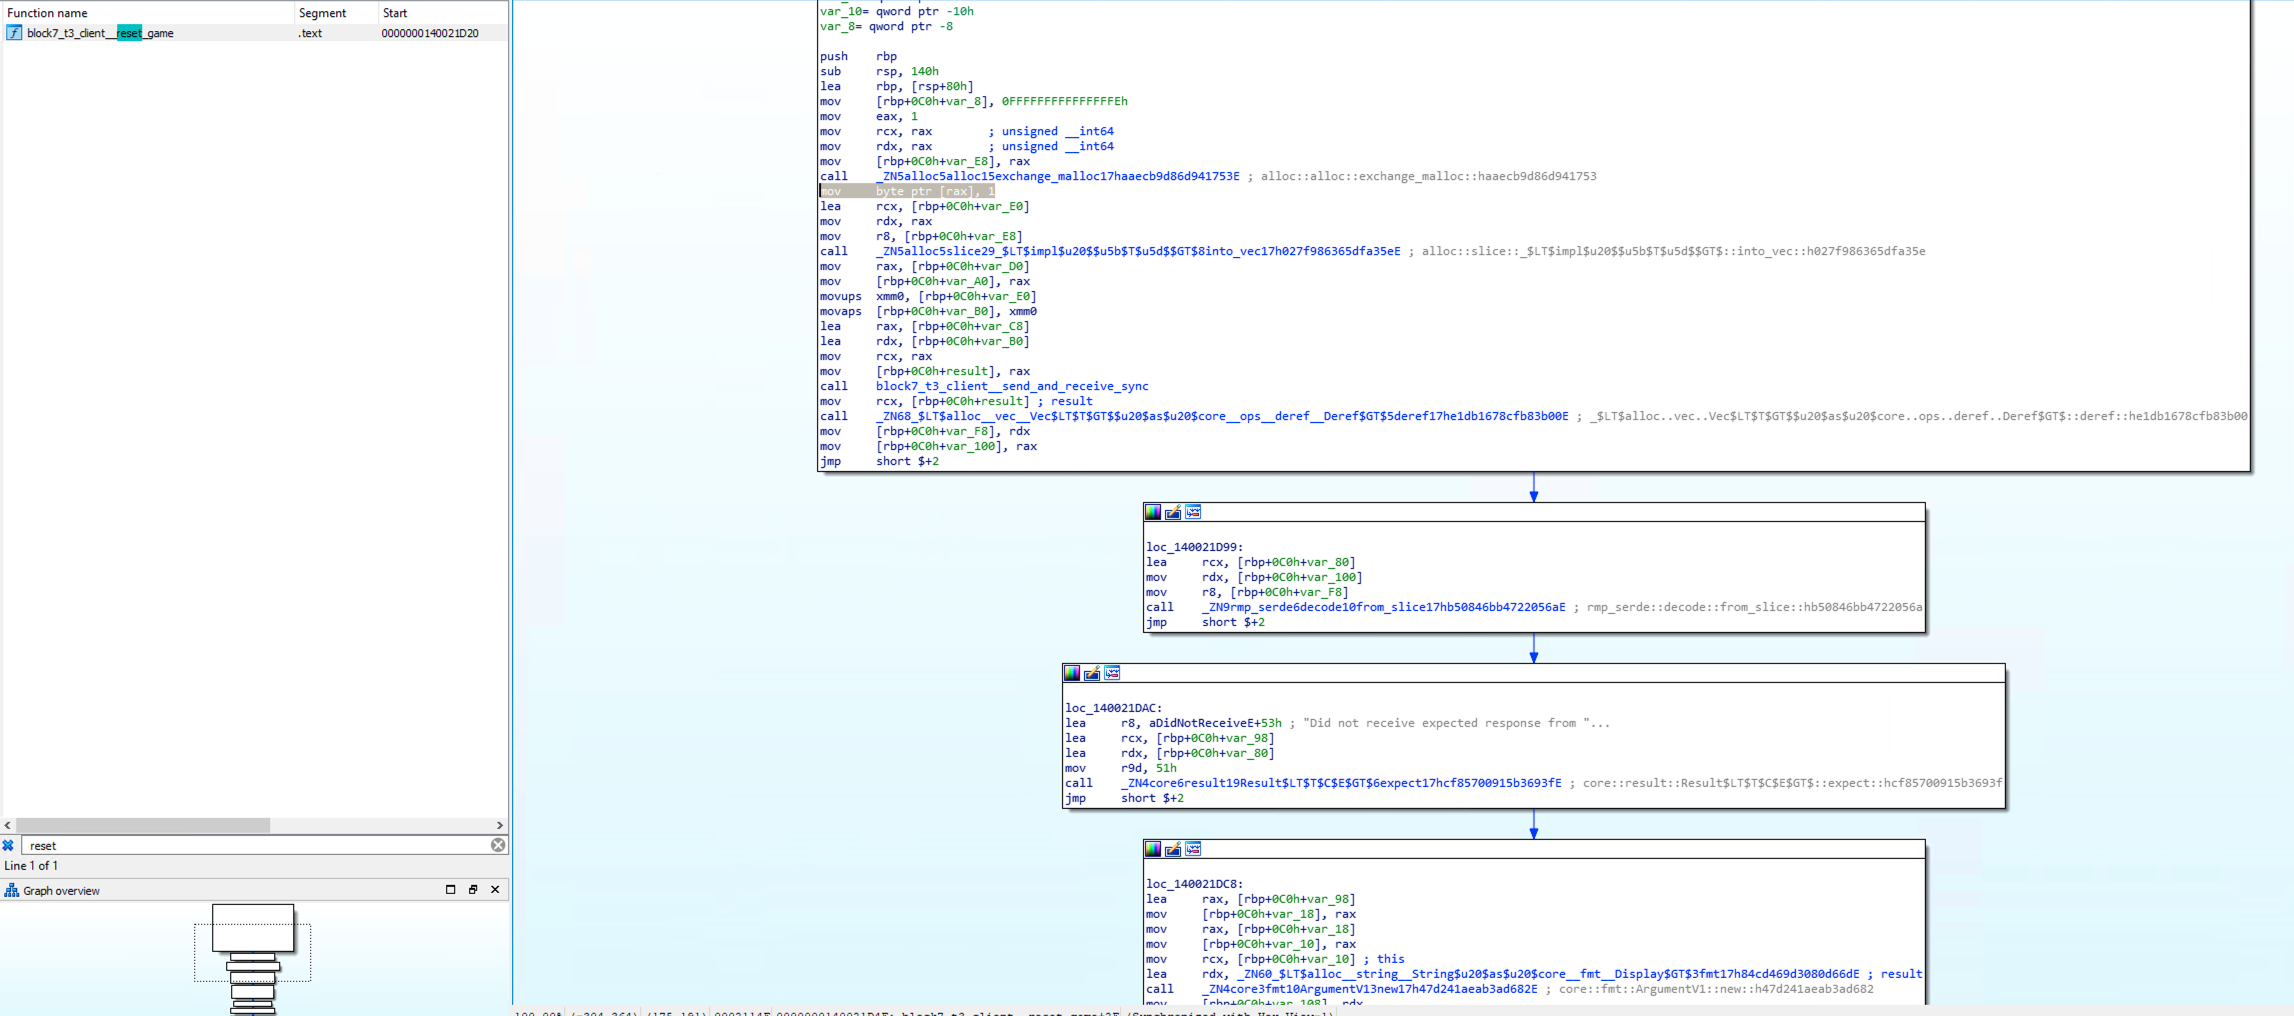 Function name Segment Start
f block7_t3_client__reset_game .text 0000000140021D20
reset
Line 1 of 1
Graph overview
var_10= qword ptr -10h
var_8= qword ptr -8
push rbp
sub rsp, 140h
lea rbp, [rsp+80h]
mov [rbp+0C0h+var_8], 0FFFFFFFFFFFFFFFEh
mov eax, 1
mov rcx, rax ; unsigned __int64
mov rdx, rax ; unsigned __int64
mov [rbp+0C0h+var_E8], rax
call _ZN5alloc5alloc15exchange_malloc17haaecb9d86d941753E ; alloc::alloc::exchange_malloc::haaecb9d86d941753
mov byte ptr [rax], 1
lea rcx, [rbp+0C0h+var_E0]
mov rdx, rax
mov r8, [rbp+0C0h+var_E8]
call _ZN5alloc5slice29_$LT$impl$u20$$u5b$T$u5d$$GT$8into_vec17h027f986365dfa35eE ; alloc::slice::_$LT$impl$u20$$u5b$T$u5d$$GT$::into_vec::h027f986365dfa35e
mov rax, [rbp+0C0h+var_D0]
mov [rbp+0C0h+var_A0], rax
movups xmm0, [rbp+0C0h+var_E0]
movaps [rbp+0C0h+var_B0], xmm0
lea rax, [rbp+0C0h+var_C8]
lea rdx, [rbp+0C0h+var_B0]
mov rcx, rax
mov [rbp+0C0h+result], rax
call block7_t3_client__send_and_receive_sync
mov rcx, [rbp+0C0h+result] ; result
call _ZN68_$LT$alloc__vec__Vec$LT$T$GT$$u20$as$u20$core__ops__deref__Deref$GT$5deref17he1db1678cfb83b00E ; _$LT$alloc..vec..Vec$LT$T$GT$$u20$as$u20$core..ops..deref..Deref$GT$::deref::he1db1678cfb83b00
mov [rbp+0C0h+var_F8], rdx
mov [rbp+0C0h+var_100], rax
jmp short $+2
loc_140021D99:
lea rcx, [rbp+0C0h+var_80]
mov rdx, [rbp+0C0h+var_100]
mov r8, [rbp+0C0h+var_F8]
call _ZN9rmp_serde6decode10from_slice17hb50846bb4722056aE ; rmp_serde::decode::from_slice::hb50846bb4722056a
jmp short $+2
loc_140021DAC:
lea r8, aDidNotReceiveE+53h ; "Did not receive expected response from "...
lea rcx, [rbp+0C0h+var_98]
lea rdx, [rbp+0C0h+var_80]
mov r9d, 51h
call _ZN4core6result19Result$LT$T$C$E$GT$6expect17hcf85700915b3693fE ; core::result::Result$LT$T$C$E$GT$::expect::hcf85700915b3693f
jmp short $+2
loc_140021DC8:
lea rax, [rbp+0C0h+var_98]
mov [rbp+0C0h+var_18], rax
mov rax, [rbp+0C0h+var_18]
mov [rbp+0C0h+var_10], rax
mov rcx, [rbp+0C0h+var_10] ; this
lea rdx, _ZN60_$LT$alloc__string__String$u20$as$u20$core__fmt__Display$GT$3fmt17h84cd469d3080d66dE ; result
call _ZN4core3fmt10ArgumentV13new17h47d241aeab3ad682E ; core::fmt::ArgumentV1::new::h47d241aeab3ad682
mov [rbp+0C0h+var_108], rdx